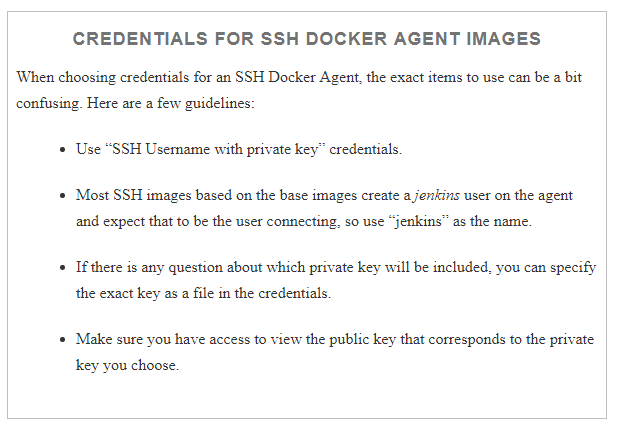 CREDENTIALS FOR SSH DOCKER AGENT IMAGES
When choosing credentials for an SSH Docker Agent, the exact items to use can be a bit
confusing. Here are a few guidelines:
• Use “SSH Username with private key” credentials.
• Most SSH images based on the base images create a jenkins user on the agent
and expect that to be the user connecting, so use “jenkins” as the name.
• If there is any question about which private key will be included, you can specify
the exact key as a file in the credentials.
• Make sure you have access to view the public key that corresponds to the private
key you choose.